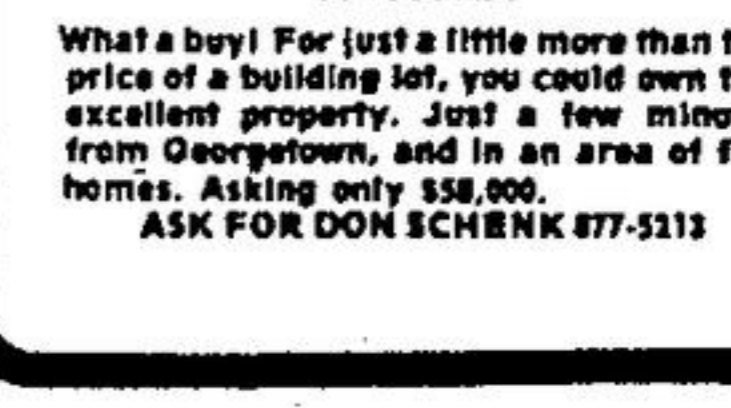 What a buy! For just a little more than t
price of a building lot, you could own t
excellent property. Just a few minu
from Georgetown, and in an area of f
homes. Asking only $58,000.
ASK FOR DON SCHENK 877-5213